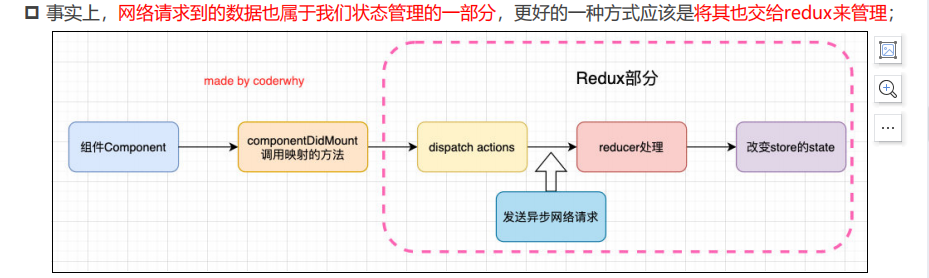 事实上，网络请求到的数据也属于我们状态管理的一部分，更好的一种方式应该是将其也交给redux来管理；
made by coderwhy
Redux部分
组件Component
componentDidMount
调用映射的方法
dispatch actions
reducer处理
改变store的state
发送异步网络请求